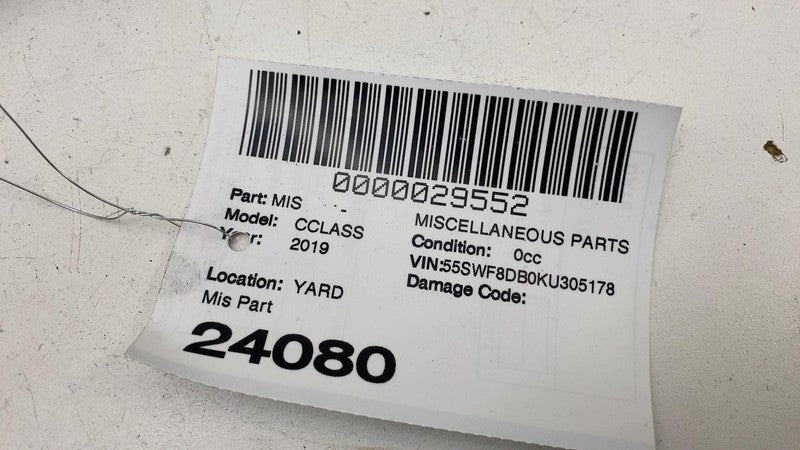 0000029552
Part: MIS - MISCELLANEOUS PARTS
Model: CCLASS Condition: 0cc
Year: 2019 VIN:55SWF8DB0KU305178
Location: YARD Damage Code:
Mis Part
24080